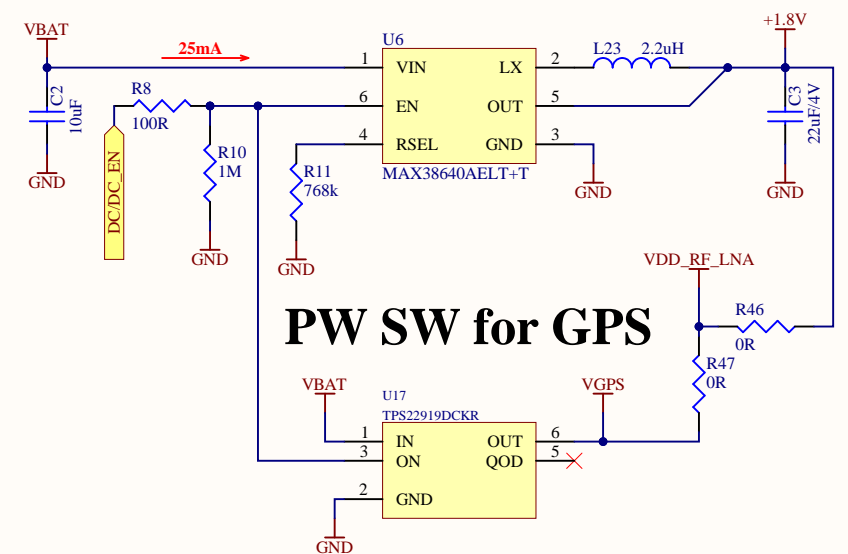 VBAT
25mA
U6
+1.8V
1
VIN
LX
2
L23
2.2uH
C2
10uF
R8
100R
6
EN
OUT
5
C3
22uF/4V
DC/DC_EN
R10
1M
4
RSEL
GND
3
R11
768k
MAX38640AELT+T
GND
GND
GND
GND
GND
VDD_RF_LNA
PW SW for GPS
R46
0R
R47
0R
VBAT
U17
TPS22919DCKR
VGPS
1
IN
OUT
6
3
ON
QOD
5
2
GND
GND